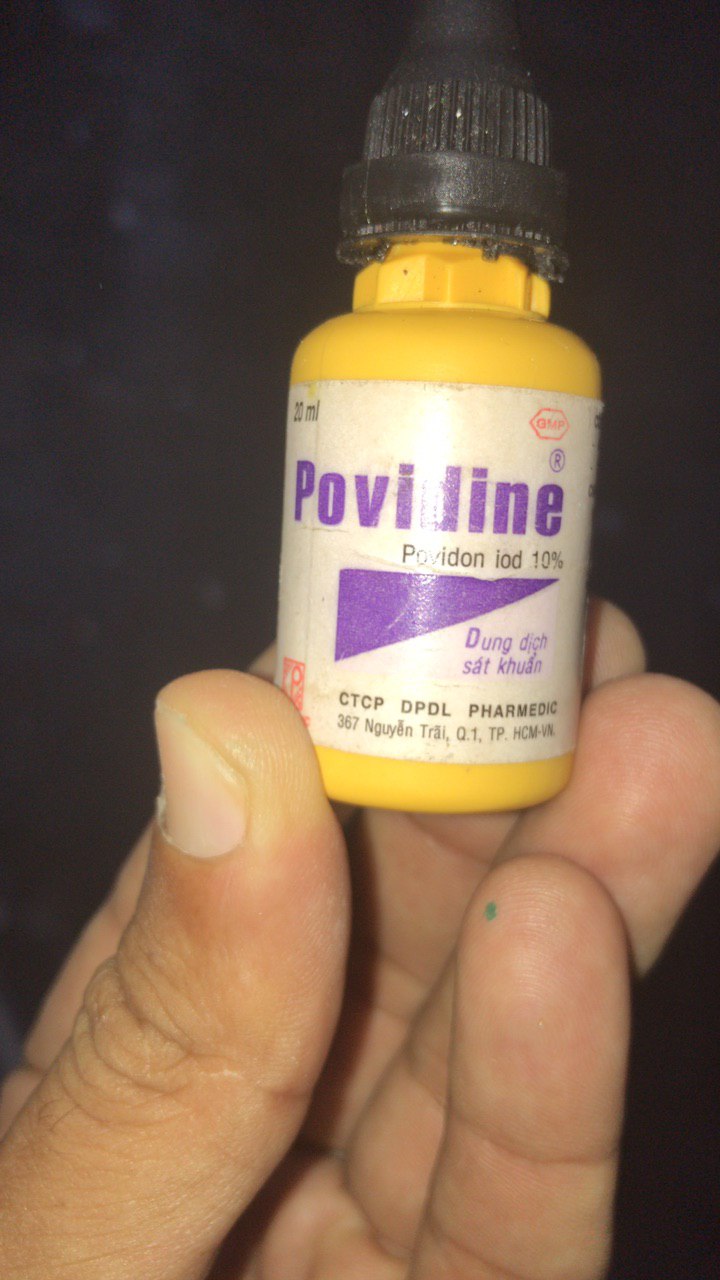 20 ml
GMP
®
Povidine
Povidon iod 10%
Dung dịch
sát khuẩn
CTCP DPDL PHARMEDIC
367 Nguyễn Trãi, Q.1, TP. HCM-VN.